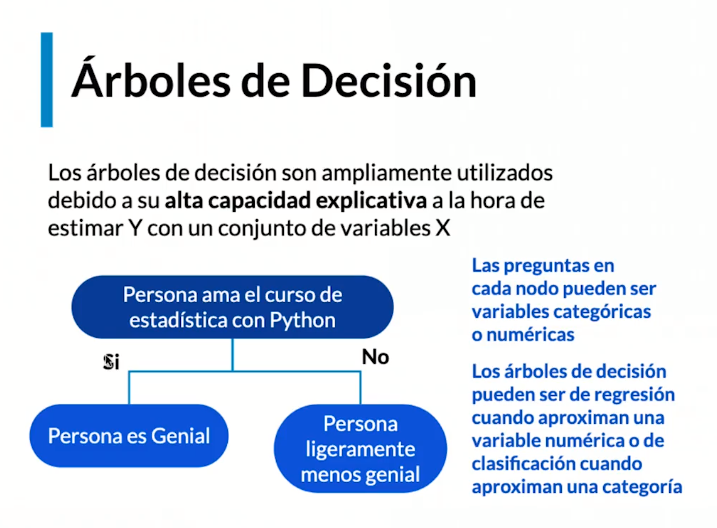 Árboles de Decisión
Los árboles de decisión son ampliamente utilizados
debido a su alta capacidad explicativa a la hora de
estimar Y con un conjunto de variables X
Persona ama el curso de
estadística con Python
Si
No
Persona es Genial
Persona
ligeramente
menos genial
Las preguntas en
cada nodo pueden ser
variables categóricas
o numéricas
Los árboles de decisión
pueden ser de regresión
cuando aproximan una
variable numérica o de
clasificación cuando
aproximan una categoría